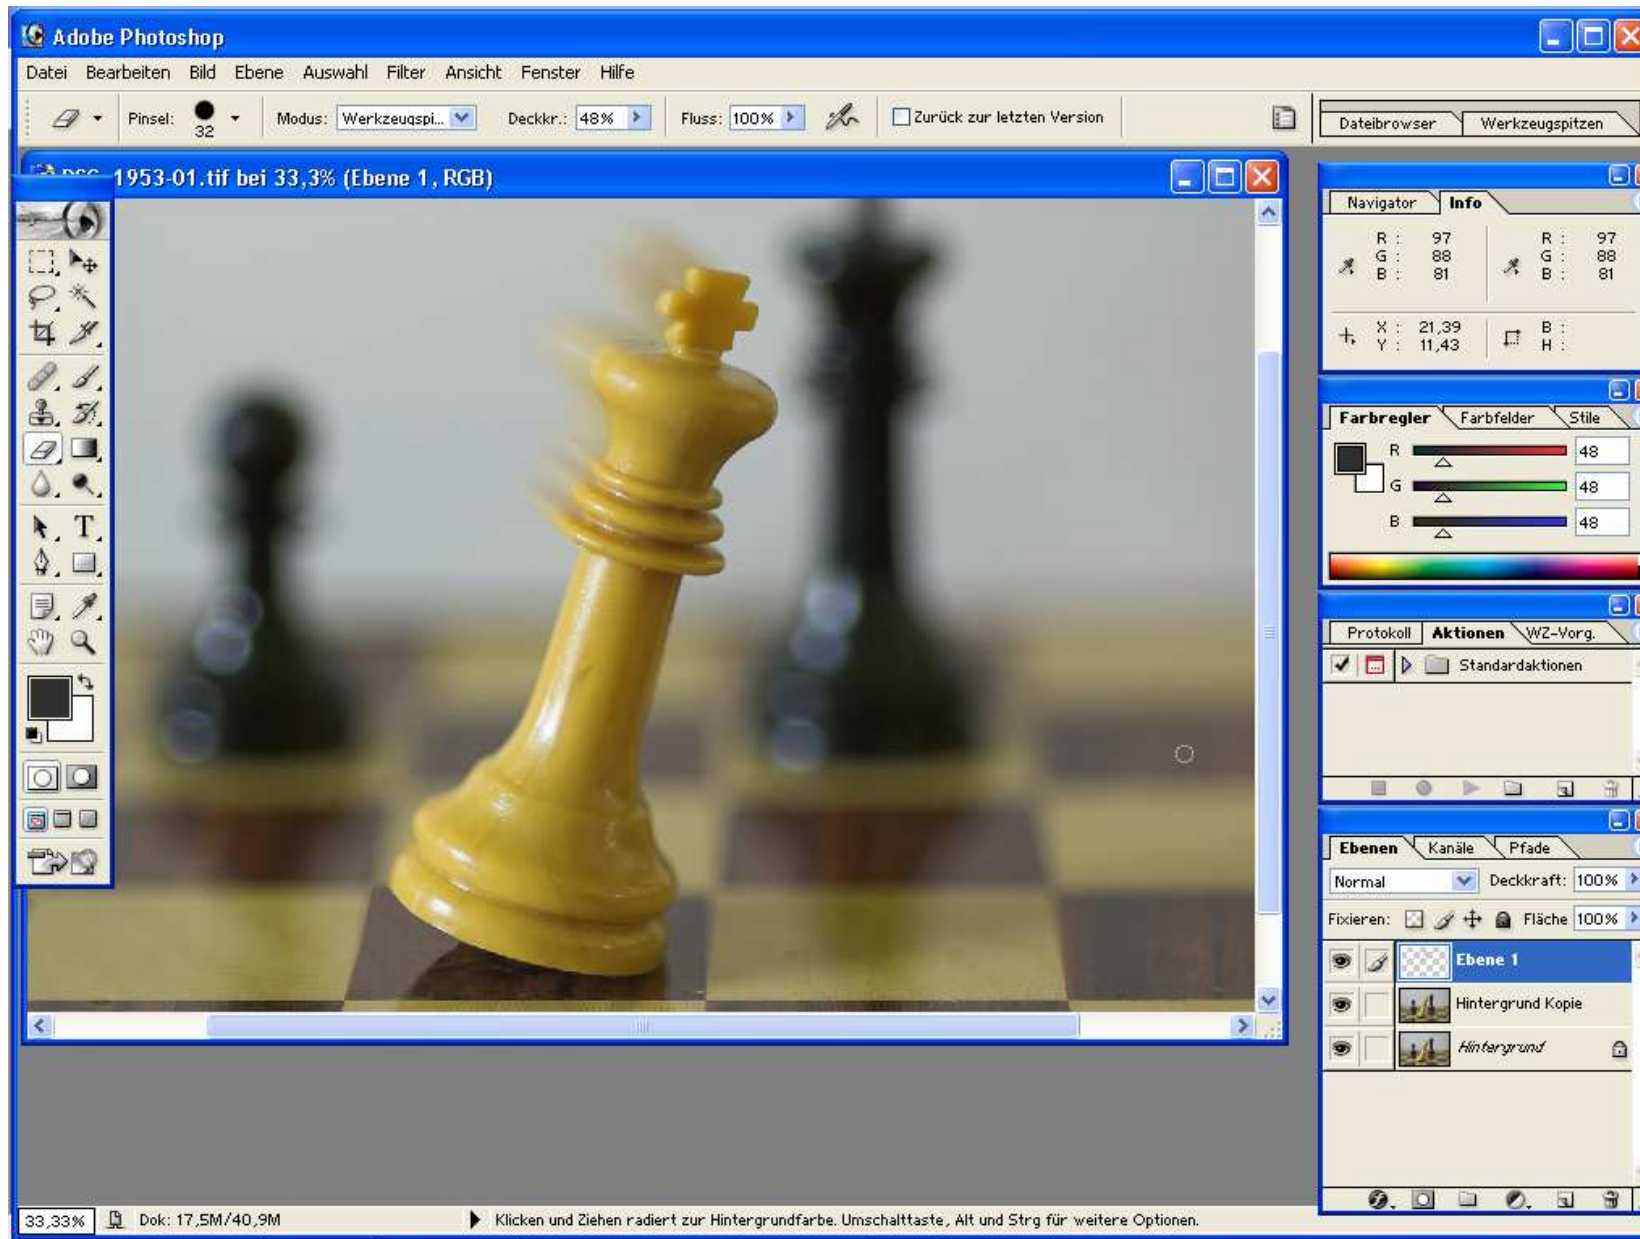 Adobe Photoshop
Datei Bearbeiten Bild Ebene Auswahl Filter Ansicht Fenster Hilfe
Pinsel: 32 Modus: Werkzeugspi... Deckkr.: 48% Fluss: 100% Zurück zur letzten Version
Dateibrowser Werkzeugspitzen
1953-01.tif bei 33,3% (Ebene 1, RGB)
Navigator Info
R : 97 R : 97
G : 88 G : 88
B : 81 B : 81
X : 21,39 B :
Y : 11,43 H :
Farbregler Farbfelder Stile
R 48
G 48
B 48
T
Protokoll Aktionen WZ-Vorg.
Standardaktionen
Ebenen Kanäle Pfade
Normal Deckkraft: 100%
Fixieren: Fläche 100%
Ebene 1
Hintergrund Kopie
Hintergrund
33,33% Dok: 17,5M/40,9M Klicken und Ziehen radiert zur Hintergrundfarbe. Umschalttaste, Alt und Strg für weitere Optionen.